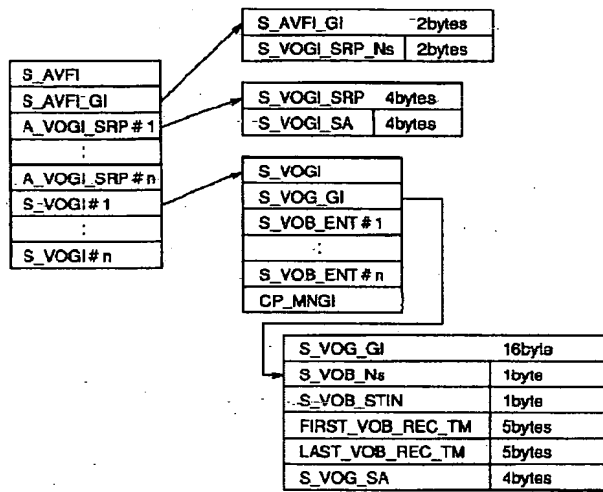 S_AVFI
S_AVFI_GI
A_VOGI_SRP#1
:
A_VOGI_SRP#n
S_VOGI#1
:
S_VOGI#n
S_AVFI_GI 2bytes
S_VOGI_SRP_Ns 2bytes
S_VOGI_SRP 4bytes
S_VOGI_SA 4bytes
S_VOGI
S_VOG_GI
S_VOB_ENT#1
:
S_VOB_ENT#n
CP_MNGI
S_VOG_GI 16byte
S_VOB_Ns 1byte
S_VOB_STIN 1byte
FIRST_VOB_REC_TM 5bytes
LAST_VOB_REC_TM 5bytes
S_VOG_SA 4bytes